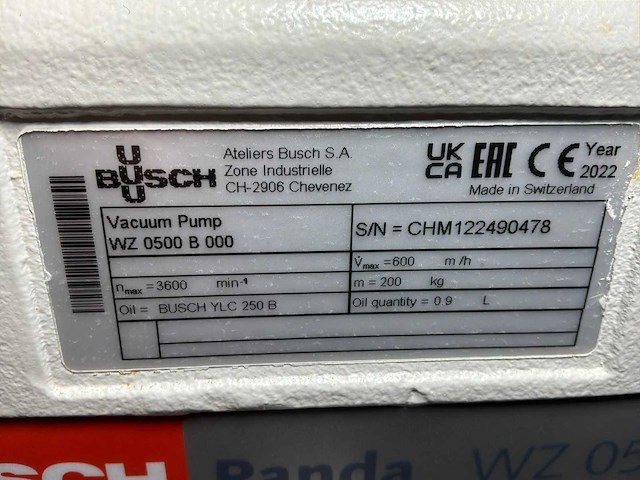 BUSCH
Ateliers Busch S.A.
Zone Industrielle
CH-2906 Chevenez
UK CA EAC CE Year 2022
Made in Switzerland
Vacuum Pump
WZ 0500 B 000
S/N = CHM122490478
V̇max =600 m³/h
nmax =3600 min-1
m = 200 kg
Oil = BUSCH YLC 250 B
Oil quantity = 0.9 L
SCH Panda WZ 05